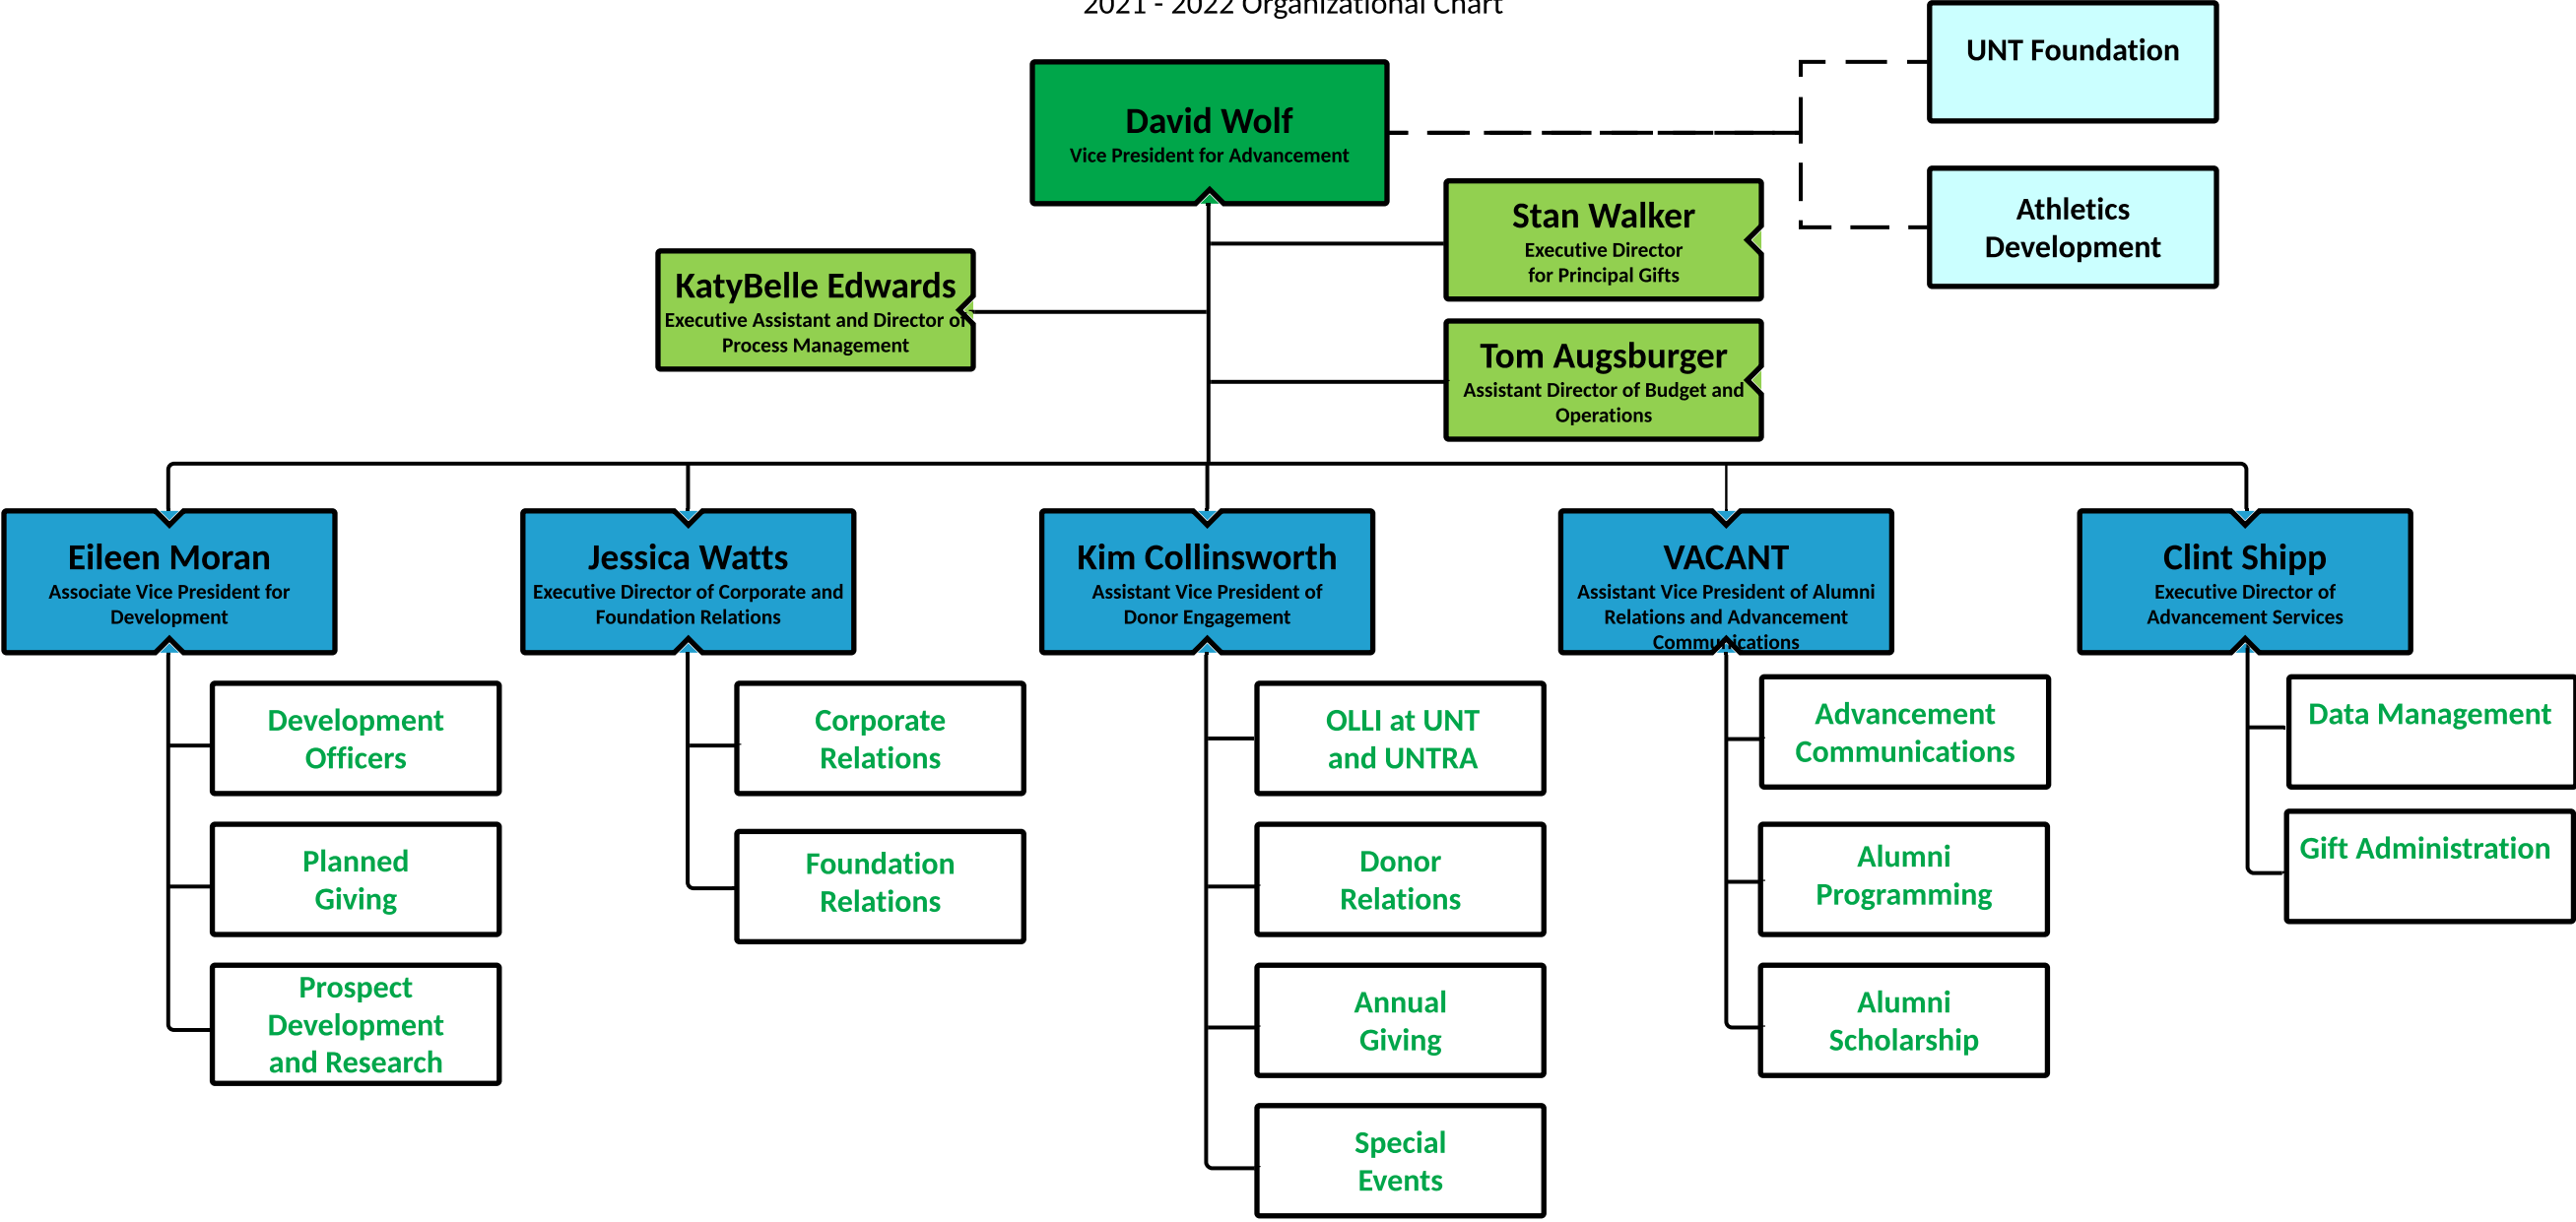 2021 - 2022 Organizational Chart
UNT Foundation
David Wolf
Vice President for Advancement
Athletics
Development
Stan Walker
Executive Director
for Principal Gifts
KatyBelle Edwards
Executive Assistant and Director of
Process Management
Tom Augsburger
Assistant Director of Budget and
Operations
Eileen Moran
Associate Vice President for
Development
Jessica Watts
Executive Director of Corporate and
Foundation Relations
Kim Collinsworth
Assistant Vice President of
Donor Engagement
VACANT
Assistant Vice President of Alumni
Relations and Advancement
Communications
Clint Shipp
Executive Director of
Advancement Services
Development
Officers
Planned
Giving
Prospect
Development
and Research
Corporate
Relations
Foundation
Relations
OLLI at UNT
and UNTRA
Donor
Relations
Annual
Giving
Special
Events
Advancement
Communications
Alumni
Programming
Alumni
Scholarship
Data Management
Gift Administration